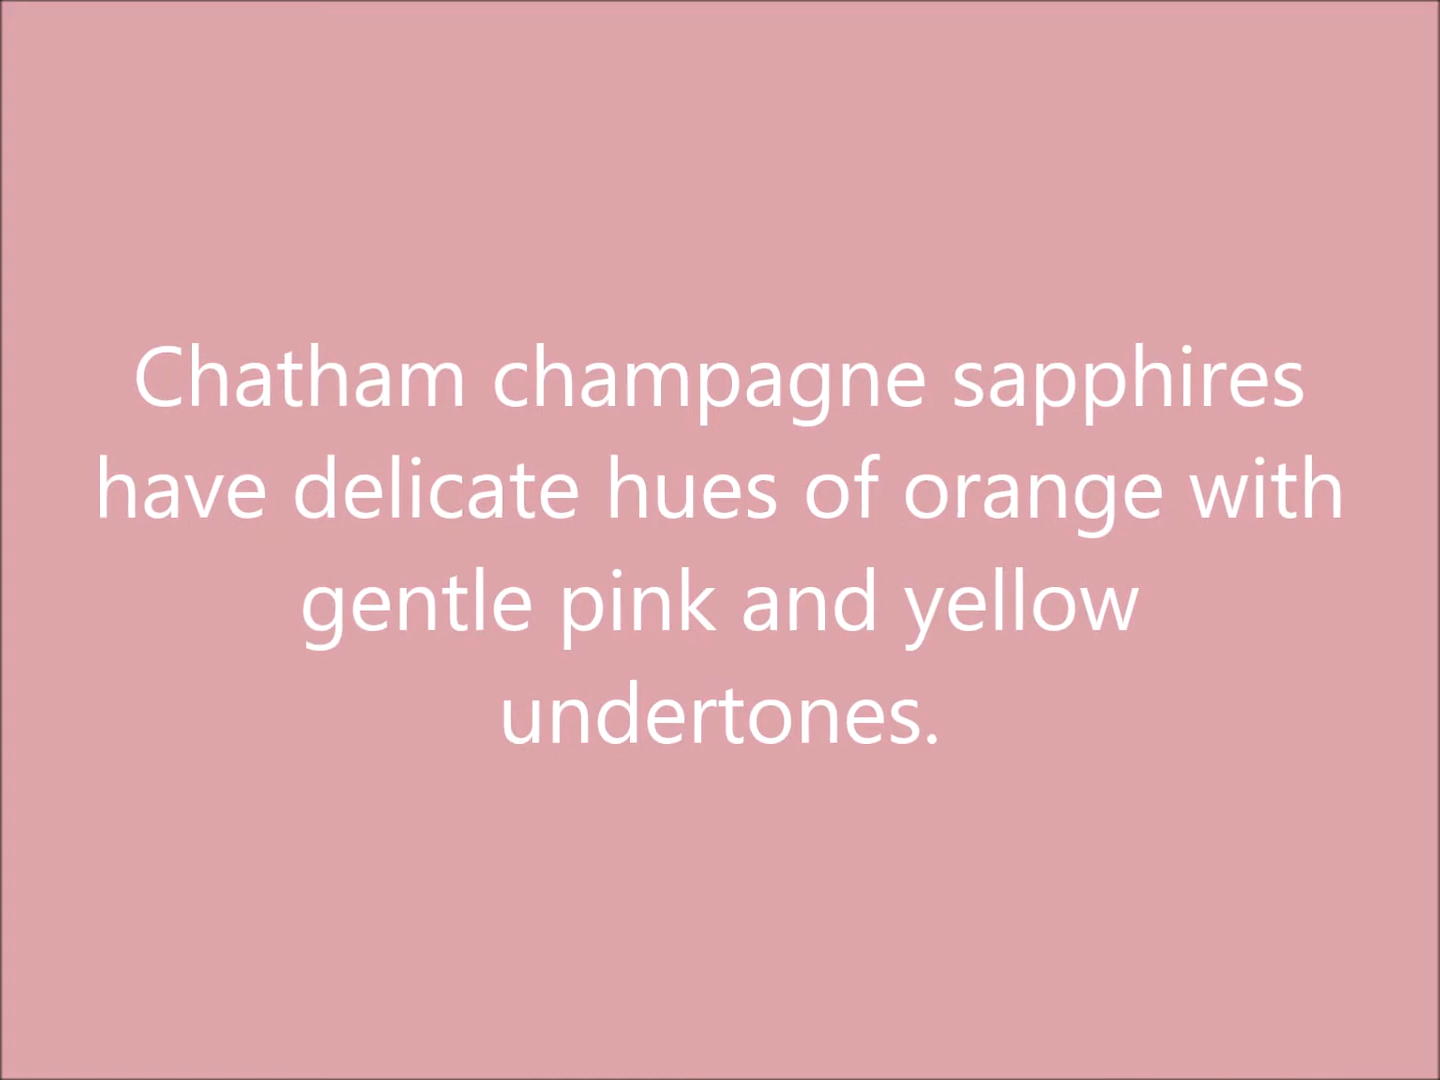 Chatham champagne sapphires
have delicate hues of orange with
gentle pink and yellow
undertones.